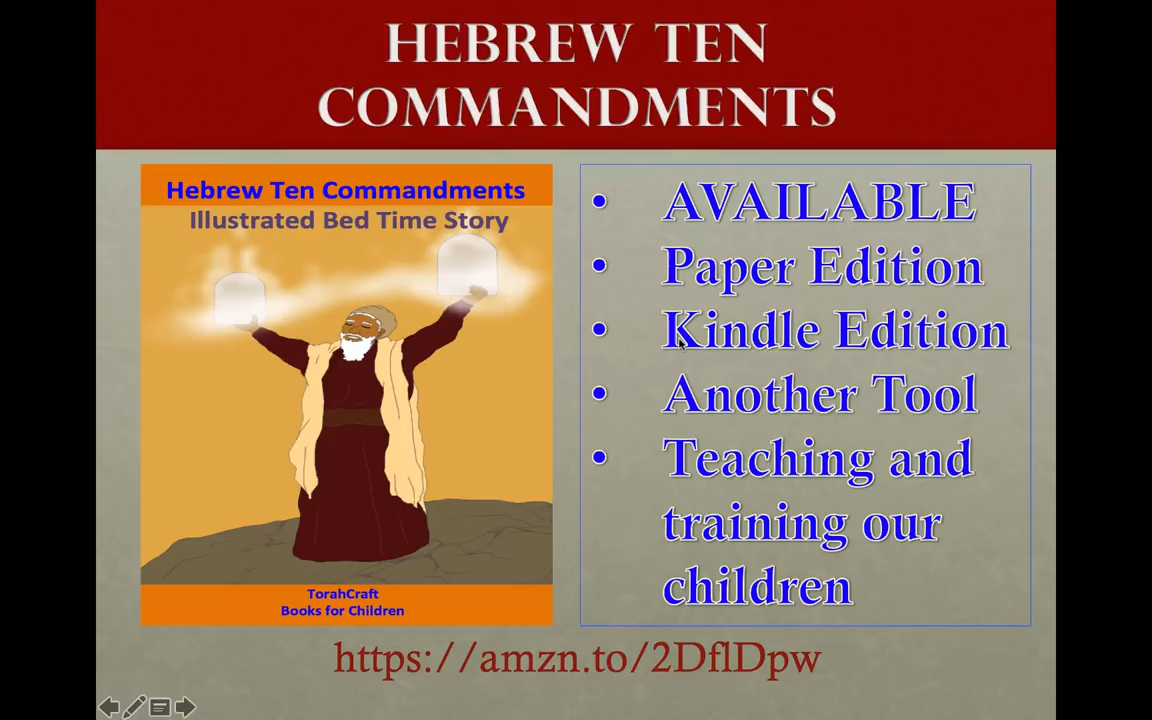 HEBREW TEN
COMMANDMENTS
Hebrew Ten Commandments
Illustrated Bed Time Story
TorahCraft
Books for Children
• AVAILABLE
• Paper Edition
• Kindle Edition
• Another Tool
• Teaching and
training our
children
https://amzn.to/2DflDpw